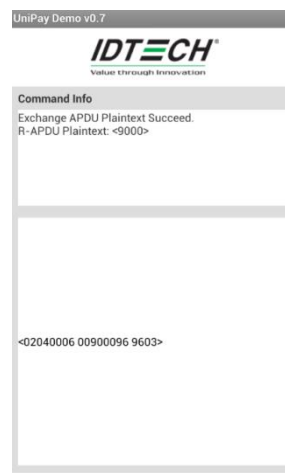 UniPay Demo v0.7
IDTECH®
Value through Innovation
Command Info
Exchange APDU Plaintext Succeed.
R-APDU Plaintext: <9000>
<02040006 00900096 9603>